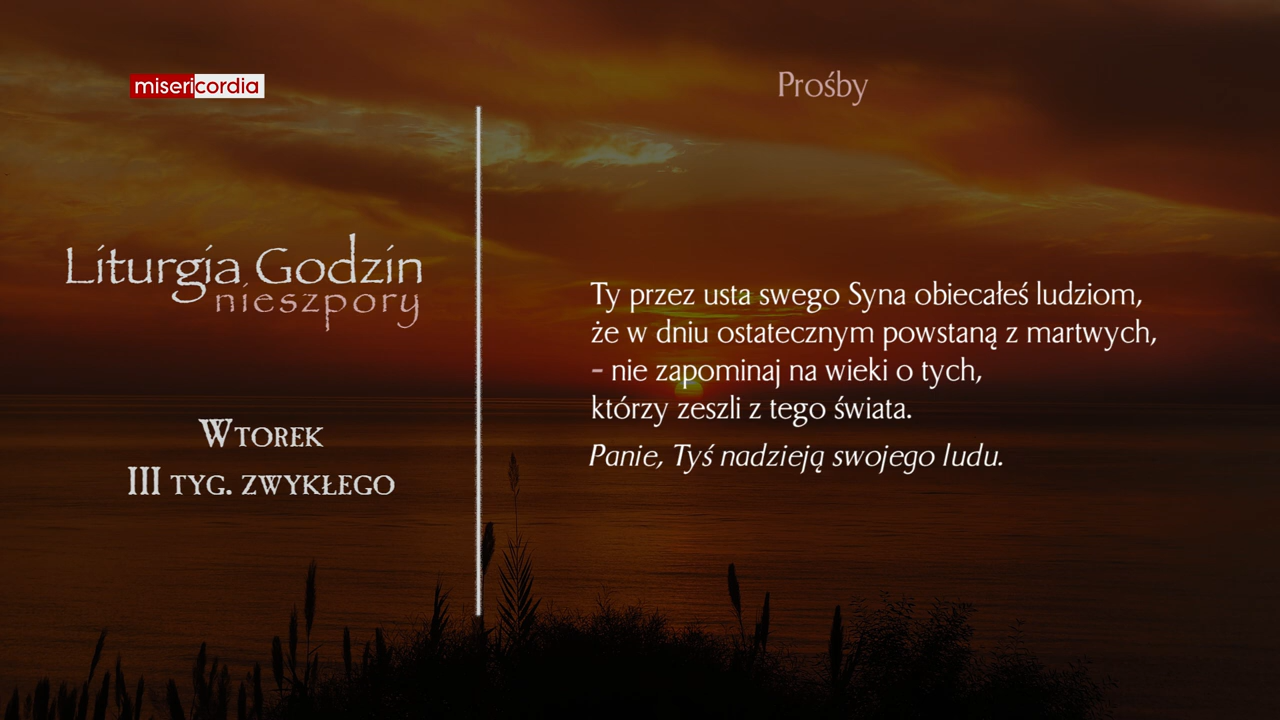 misericordia
Prośby
Liturgia Godzin
nieszpory
Wtorek
III tyg. zwykłego
Ty przez usta swego Syna obiecałeś ludziom,
że w dniu ostatecznym powstaną z martwych,
- nie zapominaj na wieki o tych,
którzy zeszli z tego świata.
Panie, Tyś nadzieją swojego ludu.